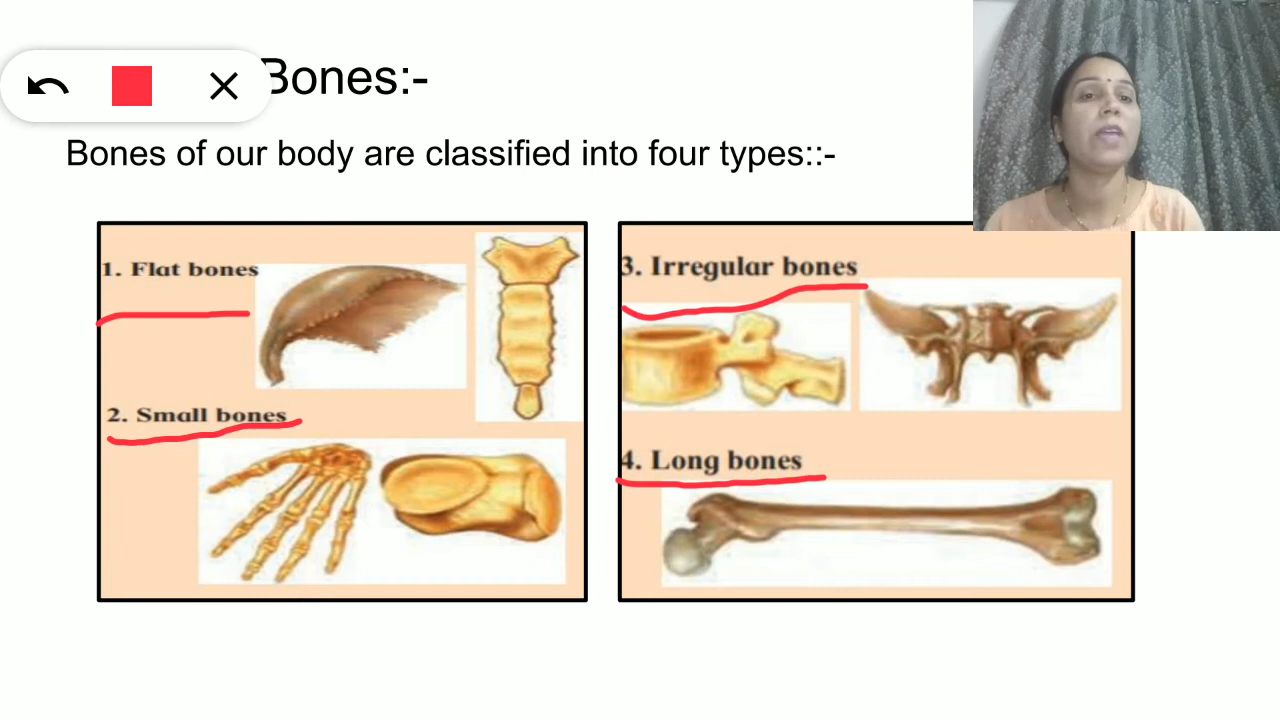 Bones:-
Bones of our body are classified into four types::-
1. Flat bones
2. Small bones
3. Irregular bones
4. Long bones